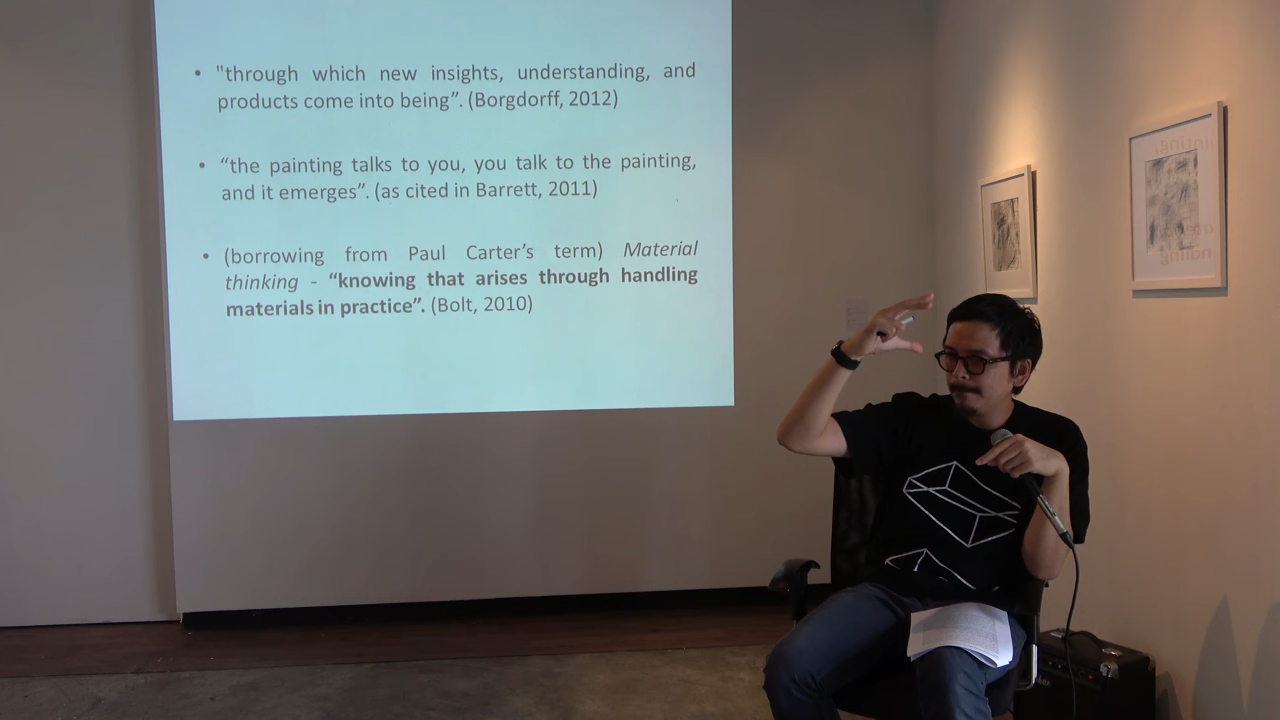 • "through which new insights, understanding, and
products come into being”. (Borgdorff, 2012)
• “the painting talks to you, you talk to the painting,
and it emerges”. (as cited in Barrett, 2011)
• (borrowing from Paul Carter’s term) Material
thinking - “knowing that arises through handling
materials in practice”. (Bolt, 2010)